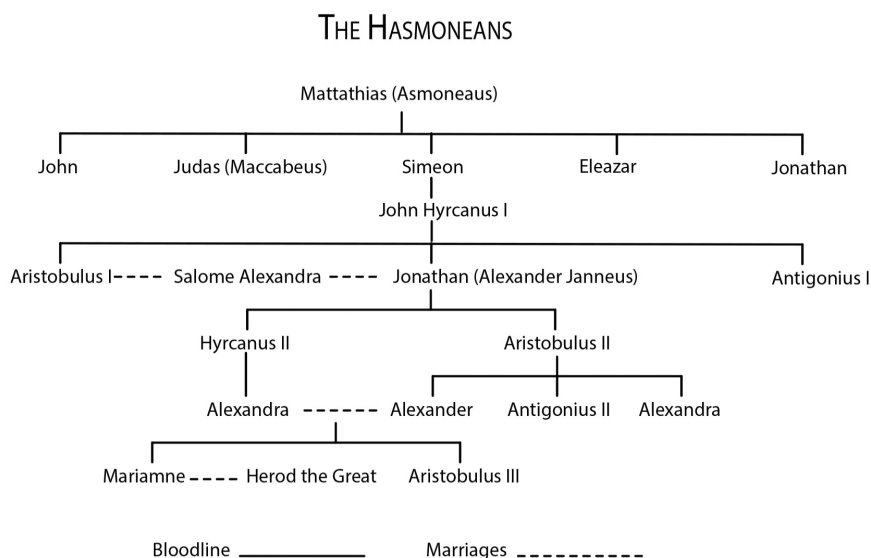 THE HASMONEANS
Mattathias (Asmoneaus)
John Judas (Maccabeus) Simeon Eleazar Jonathan
John Hyrcanus I
Aristobulus I Salome Alexandra Jonathan (Alexander Janneus) Antigonius I
Hyrcanus II Aristobulus II
Alexandra Alexander Antigonius II Alexandra
Mariamne Herod the Great Aristobulus III
Bloodline Marriages